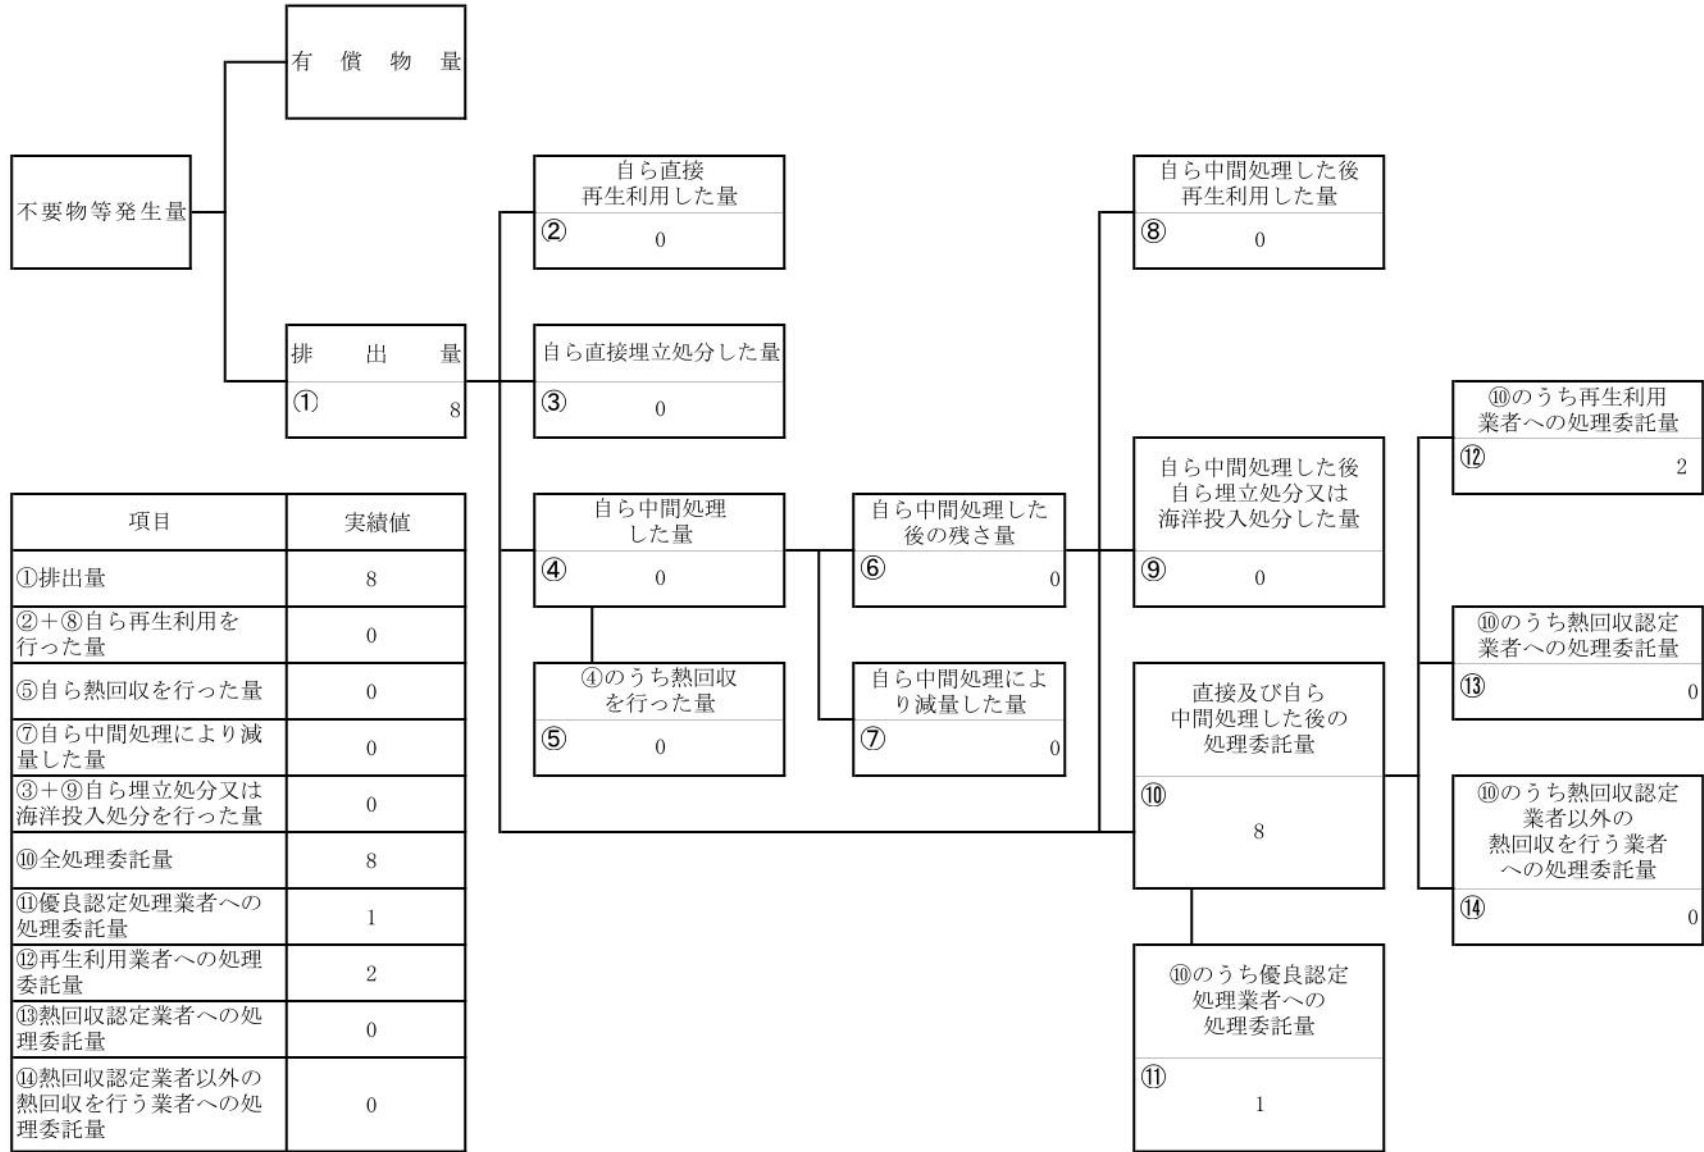 有償物量
不要物等発生量
排出量
①
8
自ら直接
再生利用した量
②
0
自ら直接埋立処分した量
③
0
自ら中間処理
した量
④
0
④のうち熱回収
を行った量
⑤
0
自ら中間処理した
後の残さ量
⑥
0
自ら中間処理によ
り減量した量
⑦
0
自ら中間処理した後
再生利用した量
⑧
0
自ら中間処理した後
自ら埋立処分又は
海洋投入処分した量
⑨
0
直接及び自ら
中間処理した後の
処理委託量
⑩
8
⑩のうち優良認定
処理業者への
処理委託量
⑪
1
⑩のうち再生利用
業者への処理委託量
⑫
2
⑩のうち熱回収認定
業者への処理委託量
⑬
0
⑩のうち熱回収認定
業者以外の
熱回収を行う業者
への処理委託量
⑭
0
項目 実績値
①排出量 8
②+⑧自ら再生利用を
行った量 0
⑤自ら熱回収を行った量 0
⑦自ら中間処理により減
量した量 0
③+⑨自ら埋立処分又は
海洋投入処分を行った量 0
⑩全処理委託量 8
⑪優良認定処理業者への
処理委託量 1
⑫再生利用業者への処理
委託量 2
⑬熱回収認定業者への処
理委託量 0
⑭熱回収認定業者以外の
熱回収を行う業者への処 0
理委託量